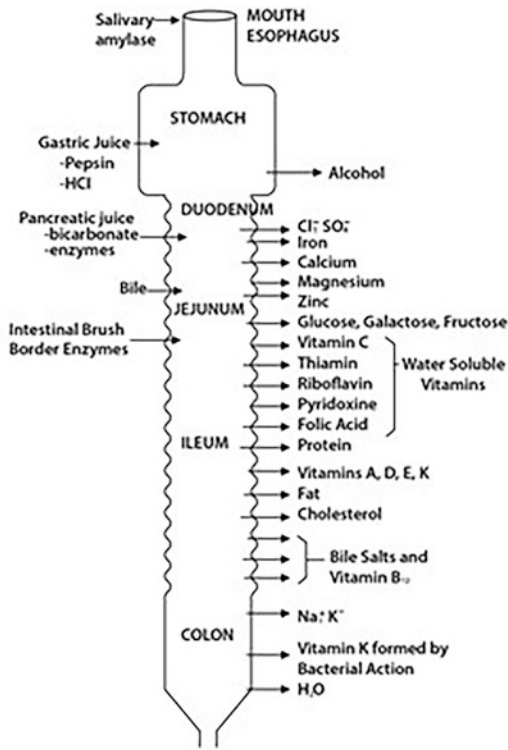 Salivary
amylase
MOUTH
ESOPHAGUS
STOMACH
Gastric Juice
-Pepsin
-HCl
Alcohol
DUODENUM
Pancreatic juice
-bicarbonate
-enzymes
Cl⁻, SO₄⁻
Iron
Calcium
Magnesium
Bile
Zinc
JEJUNUM
Glucose, Galactose, Fructose
Intestinal Brush
Border Enzymes
Vitamin C
Thiamin
Riboflavin
Pyridoxine
Folic Acid
Water Soluble
Vitamins
ILEUM
Protein
Vitamins A, D, E, K
Fat
Cholesterol
Bile Salts and
Vitamin B₁₂
Na⁺, K⁺
COLON
Vitamin K formed by
Bacterial Action
H₂O